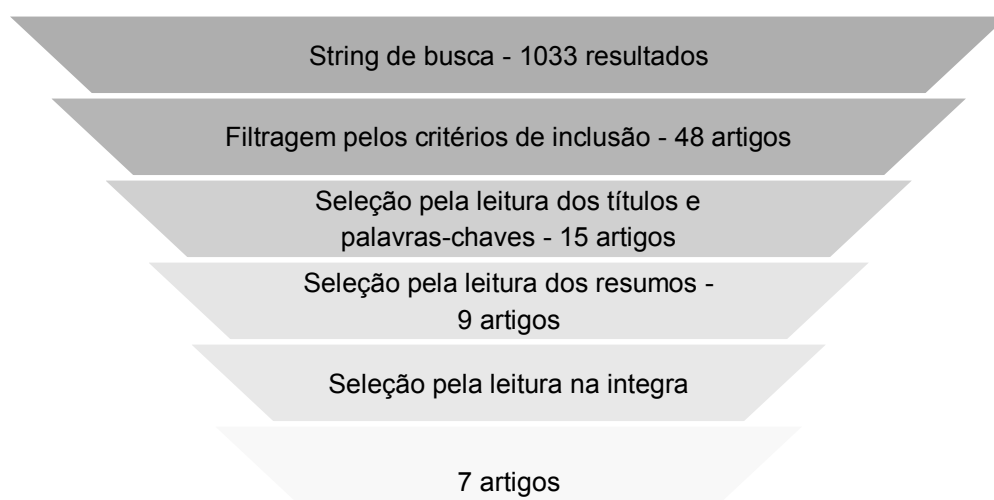 String de busca - 1033 resultados
Filtragem pelos critérios de inclusão - 48 artigos
Seleção pela leitura dos títulos e
palavras-chaves - 15 artigos
Seleção pela leitura dos resumos -
9 artigos
Seleção pela leitura na integra
7 artigos